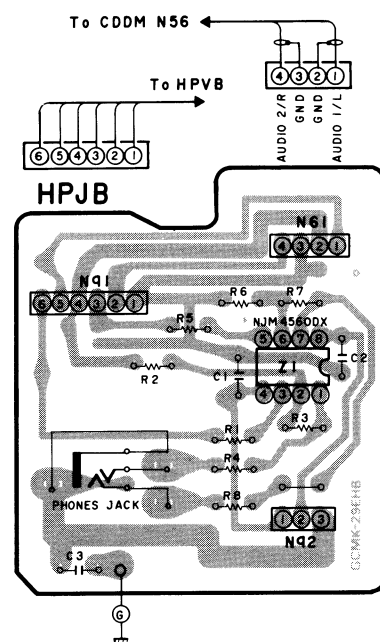 To CDDM N56
4 3 2 1
AUDIO 2/R
GND
GND
AUDIO 1/L
To HPVB
6 5 4 3 2 1
HPJB
N61
4 3 2 1
N91
6 5 4 3 2 1
R6
R7
R5
NJM4560DX
5 6 7 8
Z1
C2
R2
C1
4 3 2 1
R3
R1
R4
R8
PHONES JACK
1 2 3
N92
C3
G
GCMK-29EHB